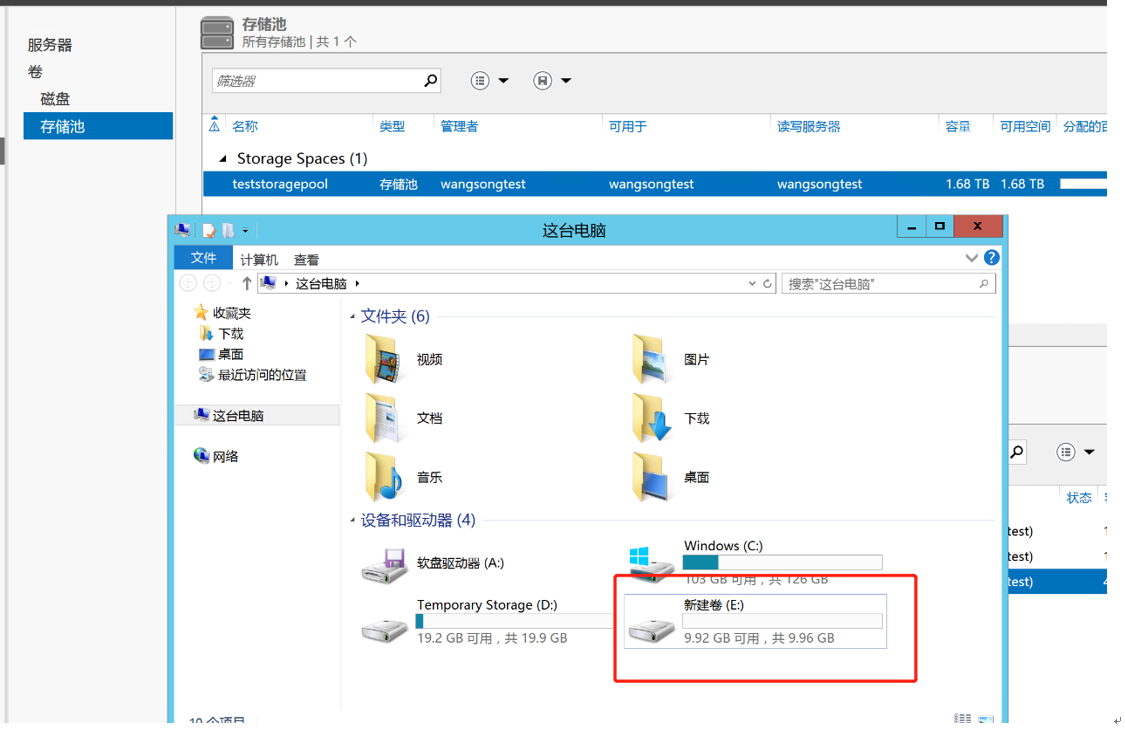 存储池
所有存储池 | 共 1 个
服务器
卷
磁盘
存储池
筛选器
名称 类型 管理者 可用于 读写服务器 容量 可用空间
Storage Spaces (1)
teststoragepool 存储池 wangsongtest wangsongtest wangsongtest 1.68 TB 1.68 TB
这台电脑
文件 计算机 查看
这台电脑 搜索"这台电脑"
收藏夹
下载
桌面
最近访问的位置
这台电脑
网络
文件夹 (6)
视频 图片
文档 下载
音乐 桌面
设备和驱动器 (4)
软盘驱动器 (A:)
Windows (C:)
103 GB 可用，共 126 GB
Temporary Storage (D:)
19.2 GB 可用，共 19.9 GB
新建卷 (E:)
9.92 GB 可用，共 9.96 GB
10 个项目
状态
test)
test)
test)